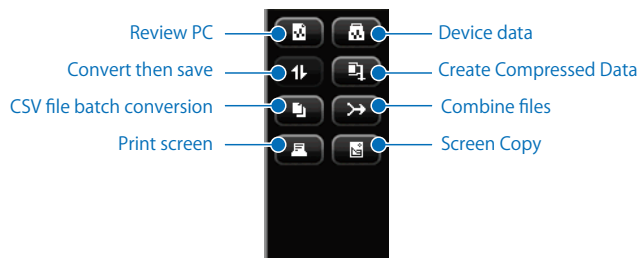 Review PC
Device data
Convert then save
Create Compressed Data
CSV file batch conversion
Combine files
Print screen
Screen Copy